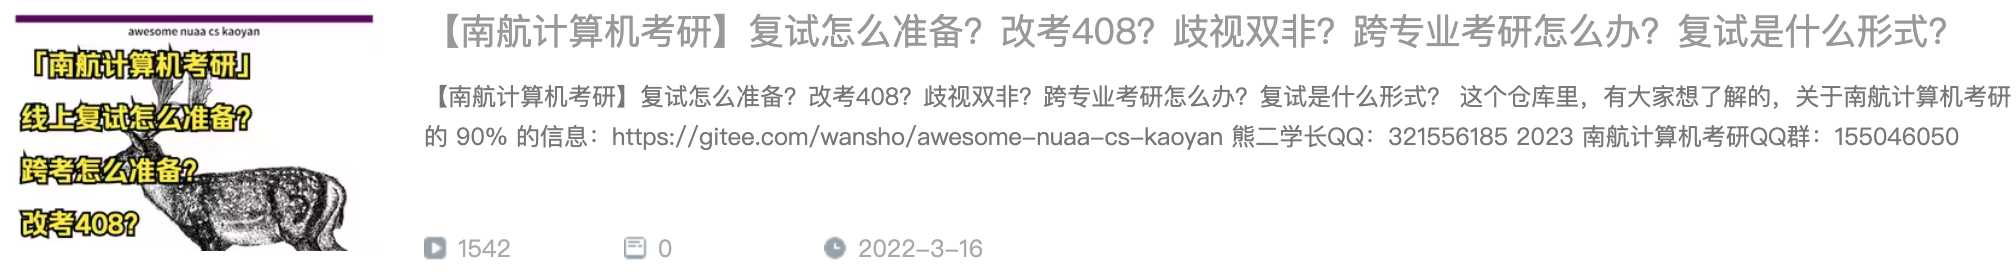 awesome nuaa cs kaoyan
「南航计算机考研」
线上复试怎么准备?
跨考怎么准备?
改考408?
【南航计算机考研】复试怎么准备？改考408？歧视双非？跨专业考研怎么办？复试是什么形式？
【南航计算机考研】复试怎么准备？改考408？歧视双非？跨专业考研怎么办？复试是什么形式？ 这个仓库里，有大家想了解的，关于南航计算机考研
的 90% 的信息：https://gitee.com/wansho/awesome-nuaa-cs-kaoyan 熊二学长QQ：321556185 2023 南航计算机考研QQ群：155046050
1542 0 2022-3-16